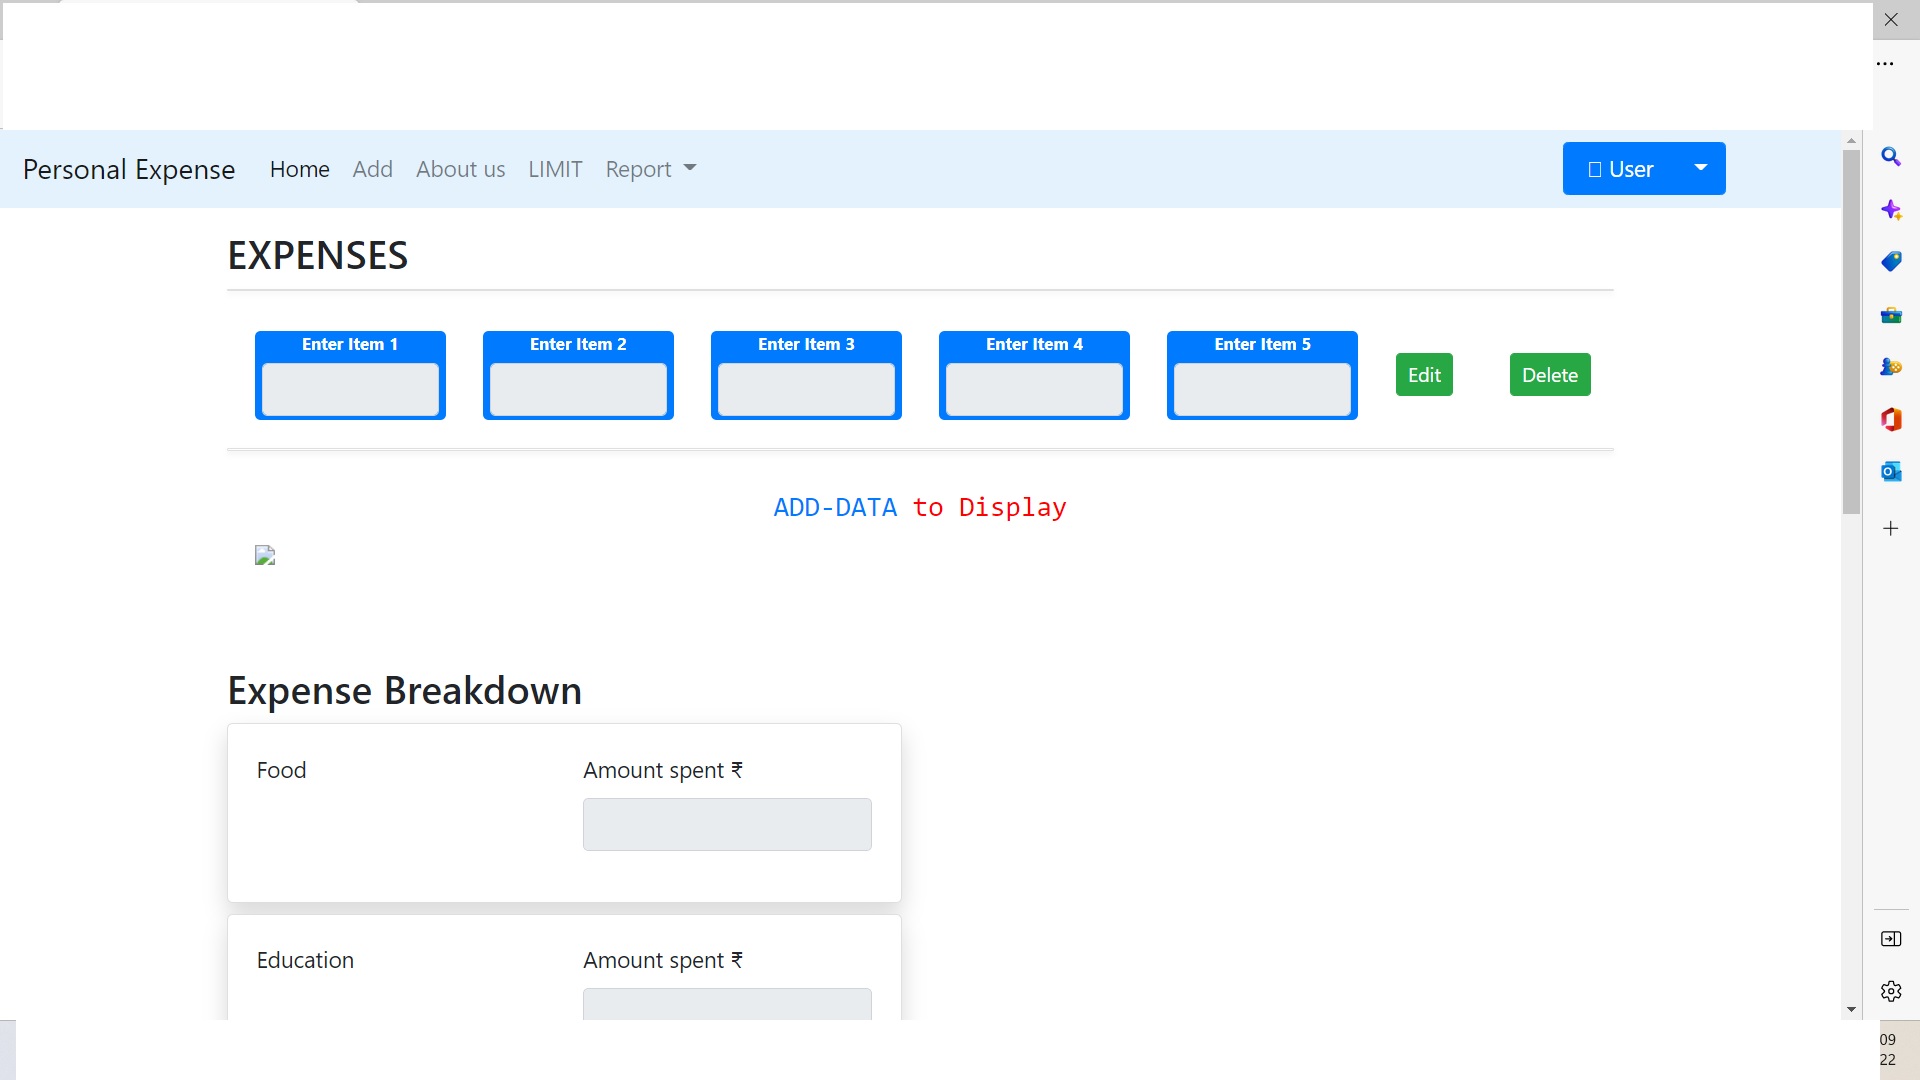 Personal Expense Home Add About us LIMIT Report User
EXPENSES
Enter Item 1 Enter Item 2 Enter Item 3 Enter Item 4 Enter Item 5 Edit Delete
ADD-DATA to Display
Expense Breakdown
Food Amount spent ₹
Education Amount spent ₹
09
22